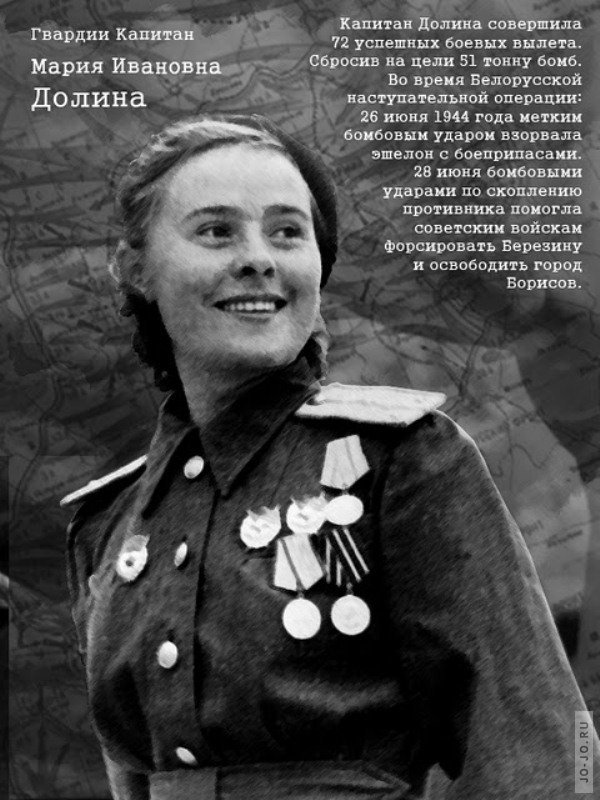 Гвардии Капитан
Мария Ивановна
Долина
Капитан Долина совершила
72 успешных боевых вылета.
Сбросив на цели 51 тонну бомб.
Во время Белорусской
наступательной операции:
26 июня 1944 года метким
бомбовым ударом взорвала
эшелон с боеприпасами.
28 июня бомбовыми
ударами по скоплению
противника помогла
советским войскам
форсировать Березину
и освободить город
Борисов.
JO-JO.RU